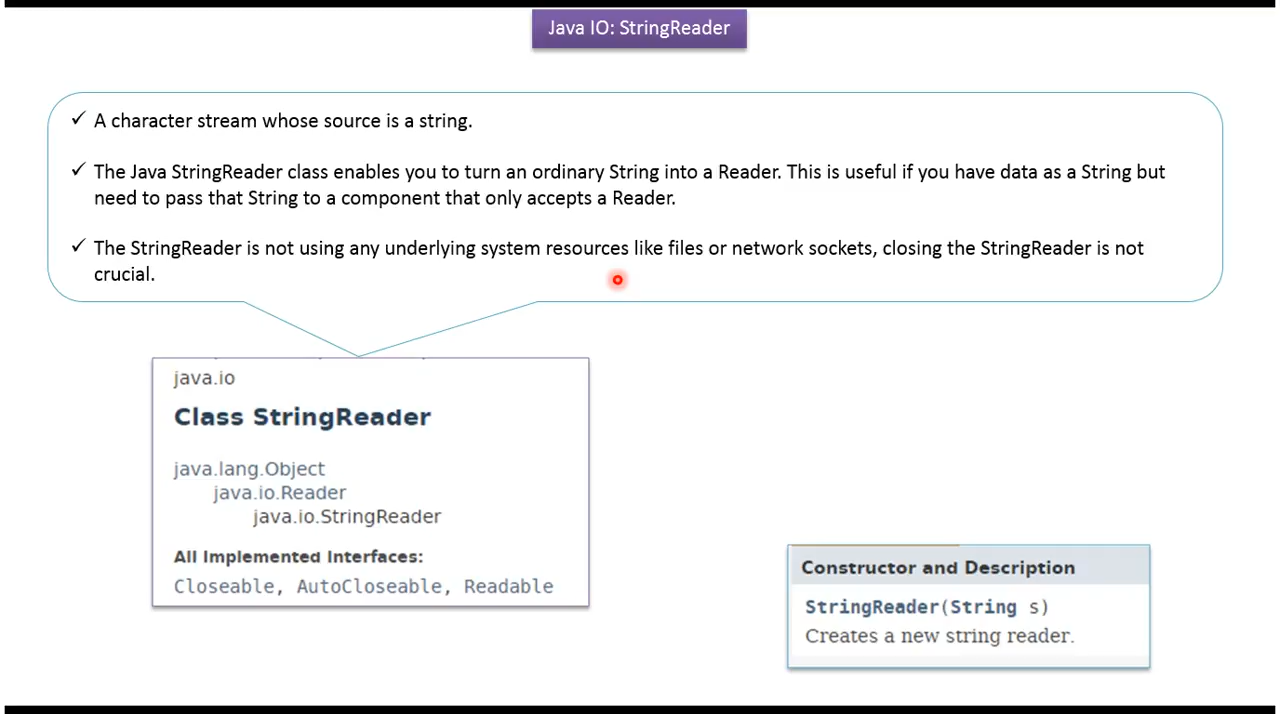 Java IO: StringReader
✓ A character stream whose source is a string.
✓ The Java StringReader class enables you to turn an ordinary String into a Reader. This is useful if you have data as a String but
need to pass that String to a component that only accepts a Reader.
✓ The StringReader is not using any underlying system resources like files or network sockets, closing the StringReader is not
crucial.
java.io
Class StringReader
java.lang.Object
java.io.Reader
java.io.StringReader
All Implemented Interfaces:
Closeable, AutoCloseable, Readable
Constructor and Description
StringReader(String s)
Creates a new string reader.